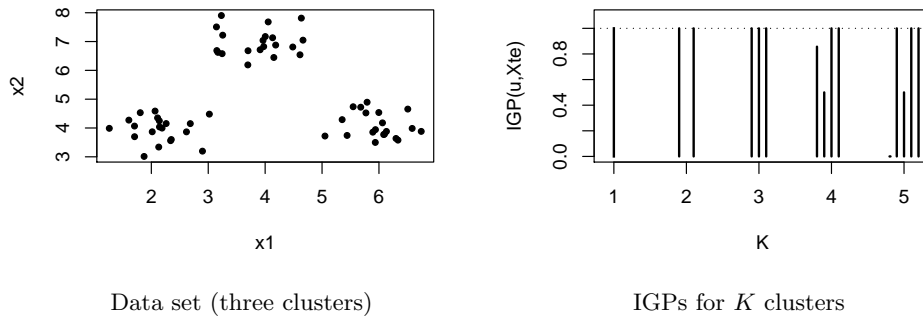 x2
3 4 5 6 7 8
2 3 4 5 6
x1
Data set (three clusters)
IGP(u,Xte)
0.0 0.4 0.8
1 2 3 4 5
K
IGPs for K clusters